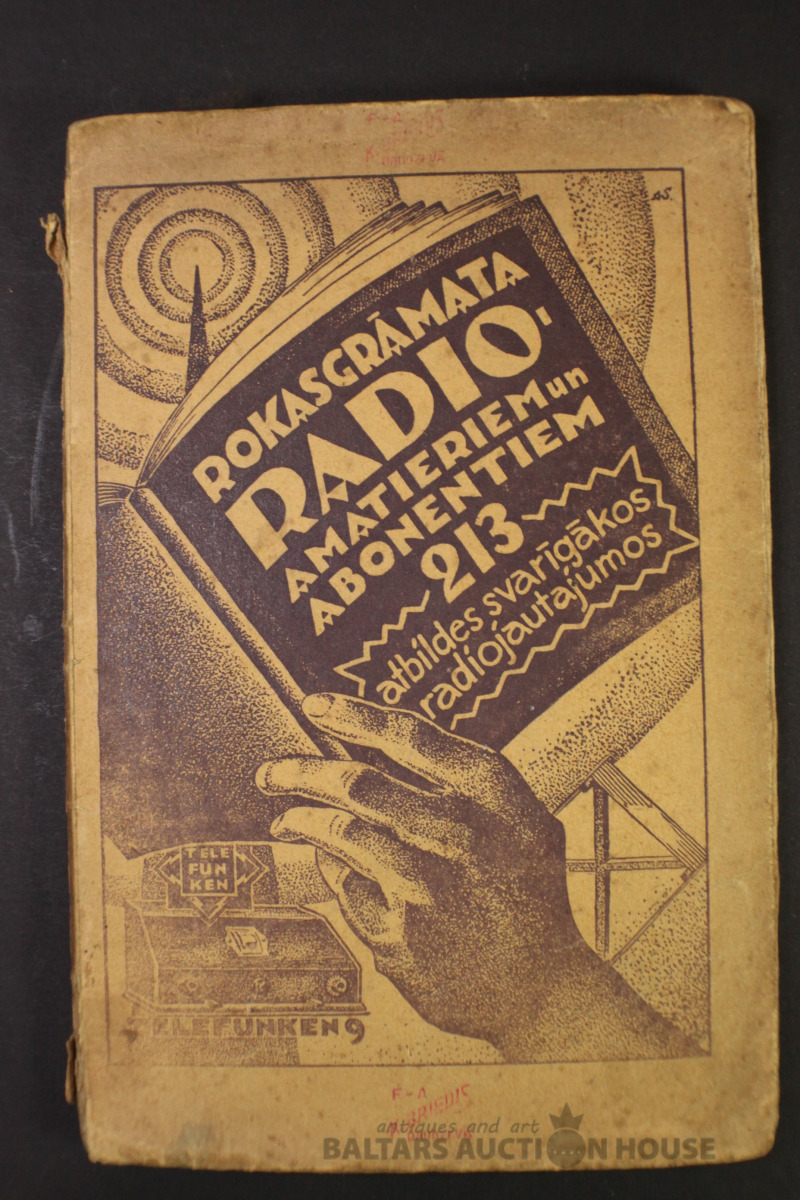 AS.
ROKASGRĀMATA
RADIO-
AMATIERIEM un
ABONENTIEM
213
atbildes svarīgākos
radiojautājumos
TELE
FUN
KEN
TELEFUNKEN 9
F-A
BRIEDIS
antiques and art
BALTARS AUCTION HOUSE